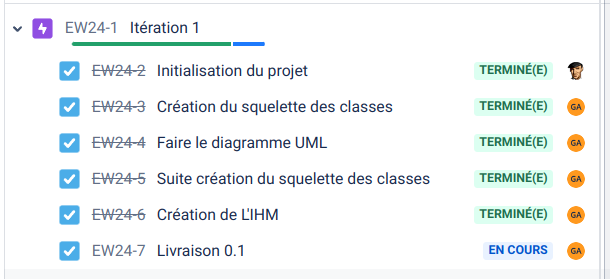 EW24-1 Itération 1
EW24-2 Initialisation du projet TERMINÉ(E)
EW24-3 Création du squelette des classes TERMINÉ(E) GA
EW24-4 Faire le diagramme UML TERMINÉ(E) GA
EW24-5 Suite création du squelette des classes TERMINÉ(E) GA
EW24-6 Création de L'IHM TERMINÉ(E) GA
EW24-7 Livraison 0.1 EN COURS GA